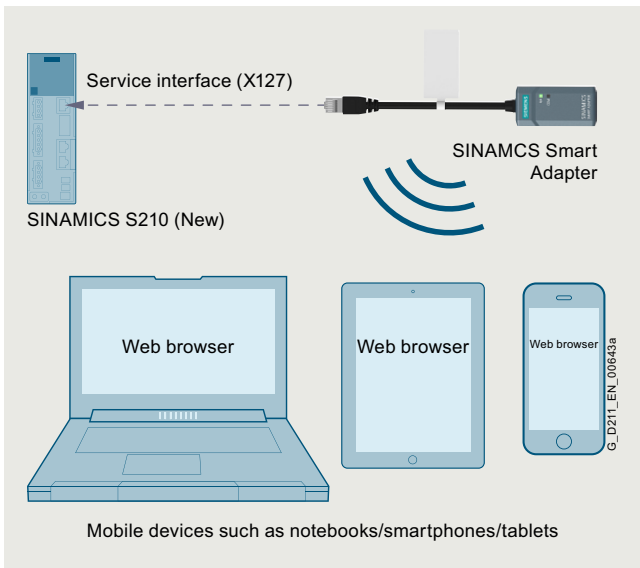 Service interface (X127)
SINAMCS Smart
Adapter
SINAMICS S210 (New)
Web browser
Web browser
Web browser
G_D211_EN_00643a
Mobile devices such as notebooks/smartphones/tablets